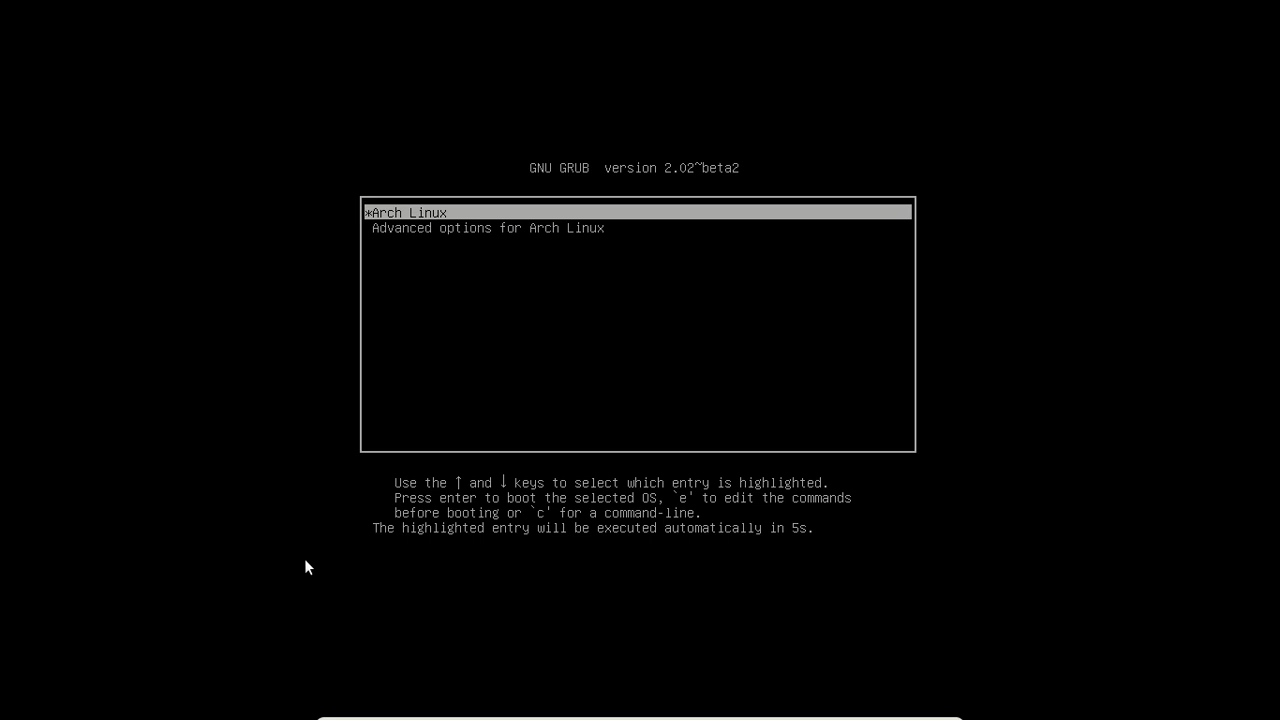 GNU GRUB  version 2.02~beta2
*Arch Linux
Advanced options for Arch Linux
Use the ↑ and ↓ keys to select which entry is highlighted.
Press enter to boot the selected OS, `e' to edit the commands
before booting or `c' for a command-line.
The highlighted entry will be executed automatically in 5s.